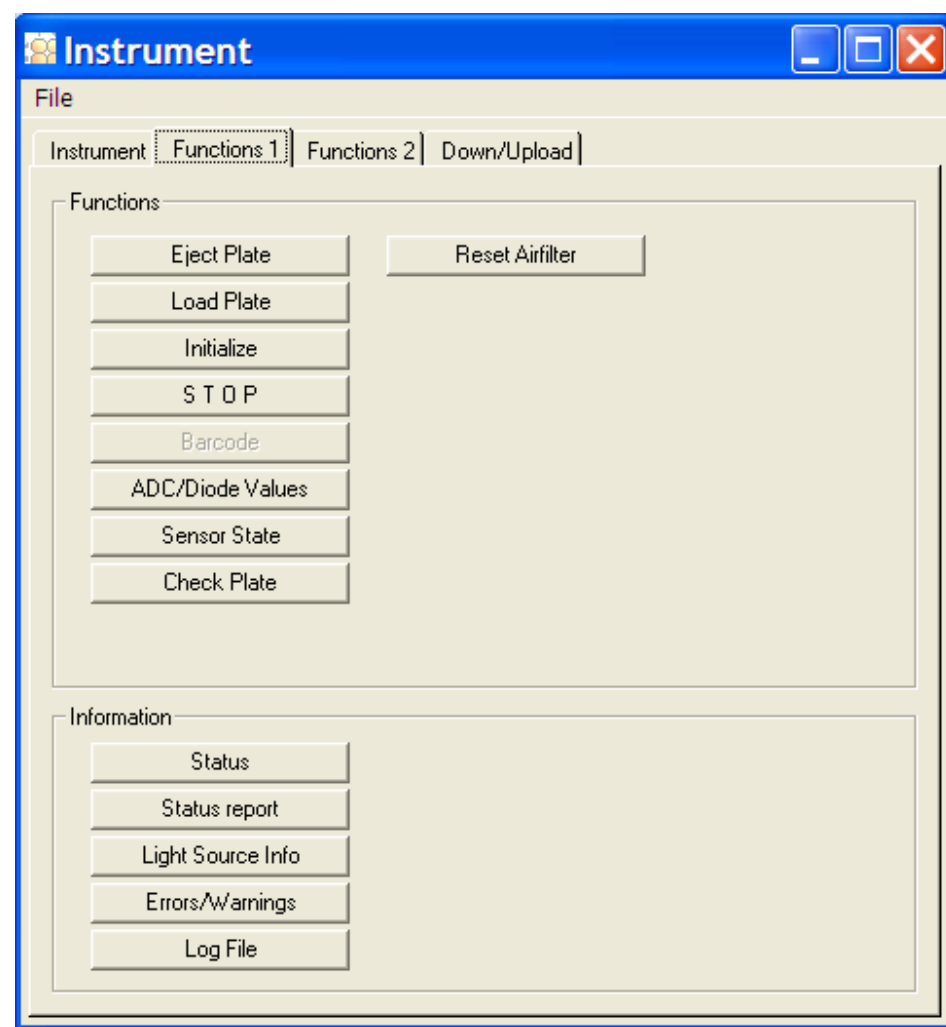 Instrument
File
Instrument Functions 1 Functions 2 Down/Upload
Functions
Eject Plate Reset Airfilter
Load Plate
Initialize
S T O P
Barcode
ADC/Diode Values
Sensor State
Check Plate
Information
Status
Status report
Light Source Info
Errors/Warnings
Log File